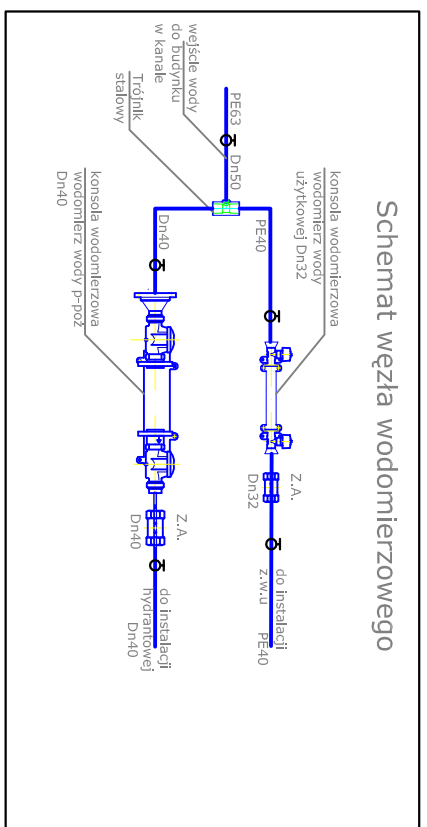 Schemat węzła wodomierzowego
konsola wodomierzowa
wodomierz wody
użytkowej Dn32
PE63
Dn50
PE40
Z.A.
Dn32
do instalacji
z.w.u
PE40
wejście wody
do budynku
w kanale
Trójnik
stalowy
Dn40
Z.A.
Dn40
do instalacji
hydrantowej
Dn40
konsola wodomierzowa
wodomierz wody p-poż
Dn40